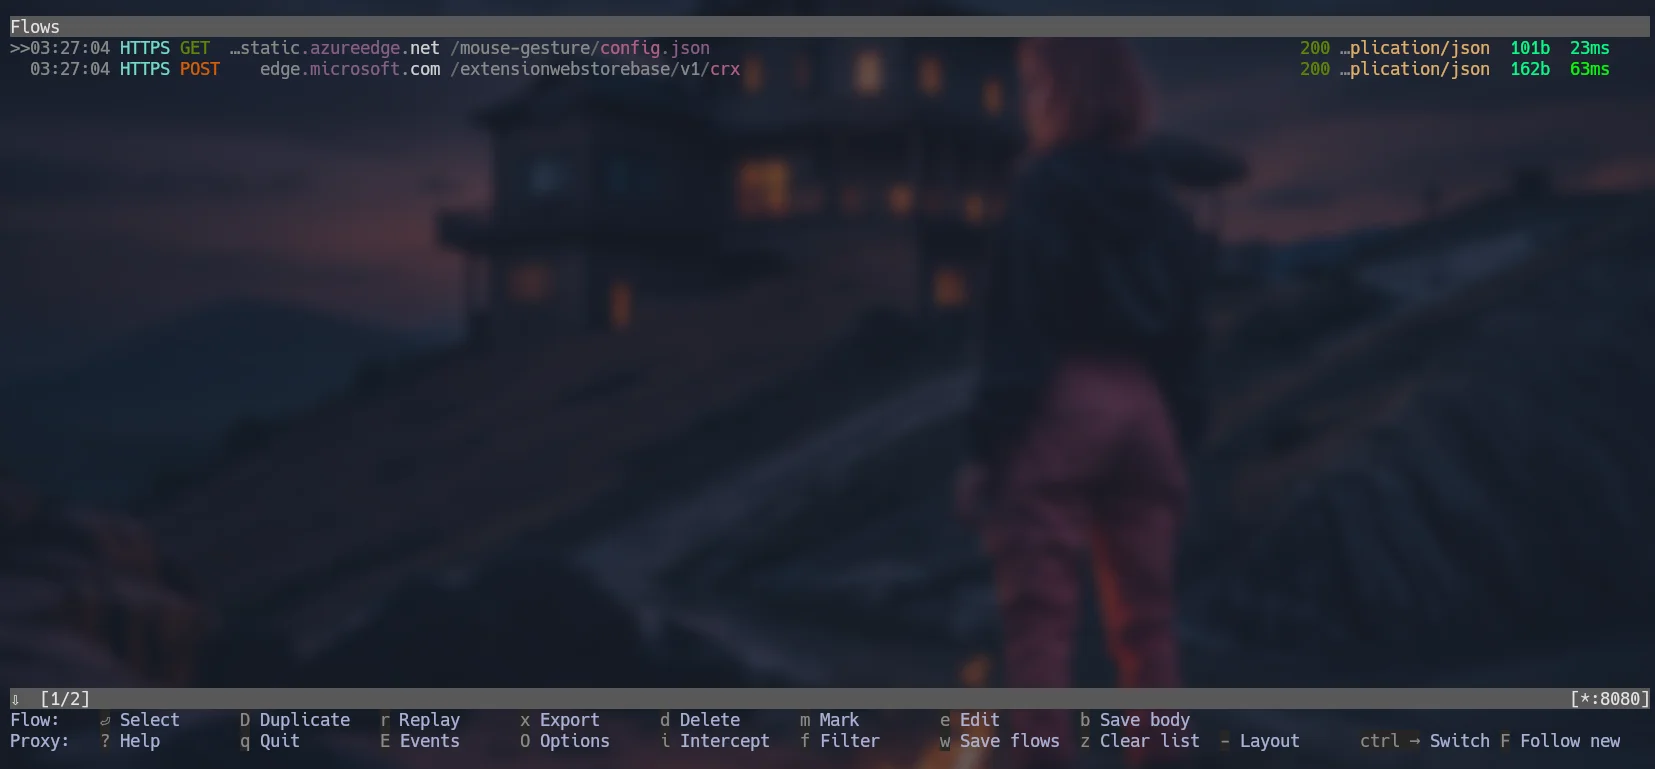 Flows
>>03:27:04 HTTPS GET …static.azureedge.net /mouse-gesture/config.json 200 …plication/json 101b 23ms
03:27:04 HTTPS POST edge.microsoft.com /extensionwebstorebase/v1/crx 200 …plication/json 162b 63ms
⇩ [1/2] [*:8080]
Flow: ⏎ Select D Duplicate r Replay x Export d Delete m Mark e Edit b Save body
Proxy: ? Help q Quit E Events O Options i Intercept f Filter w Save flows z Clear list - Layout ctrl → Switch F Follow new